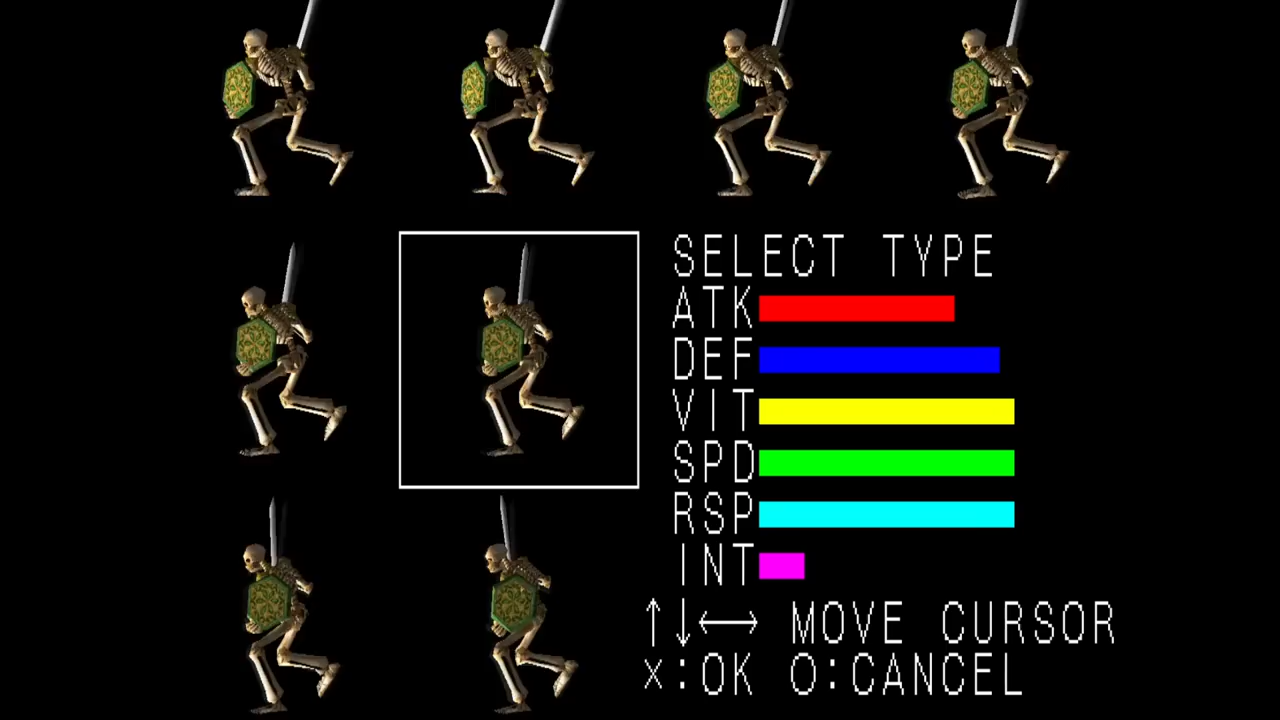 SELECT TYPE
ATK
DEF
VIT
SPD
RSP
INT
↑↓←→ MOVE CURSOR
×:OK O:CANCEL